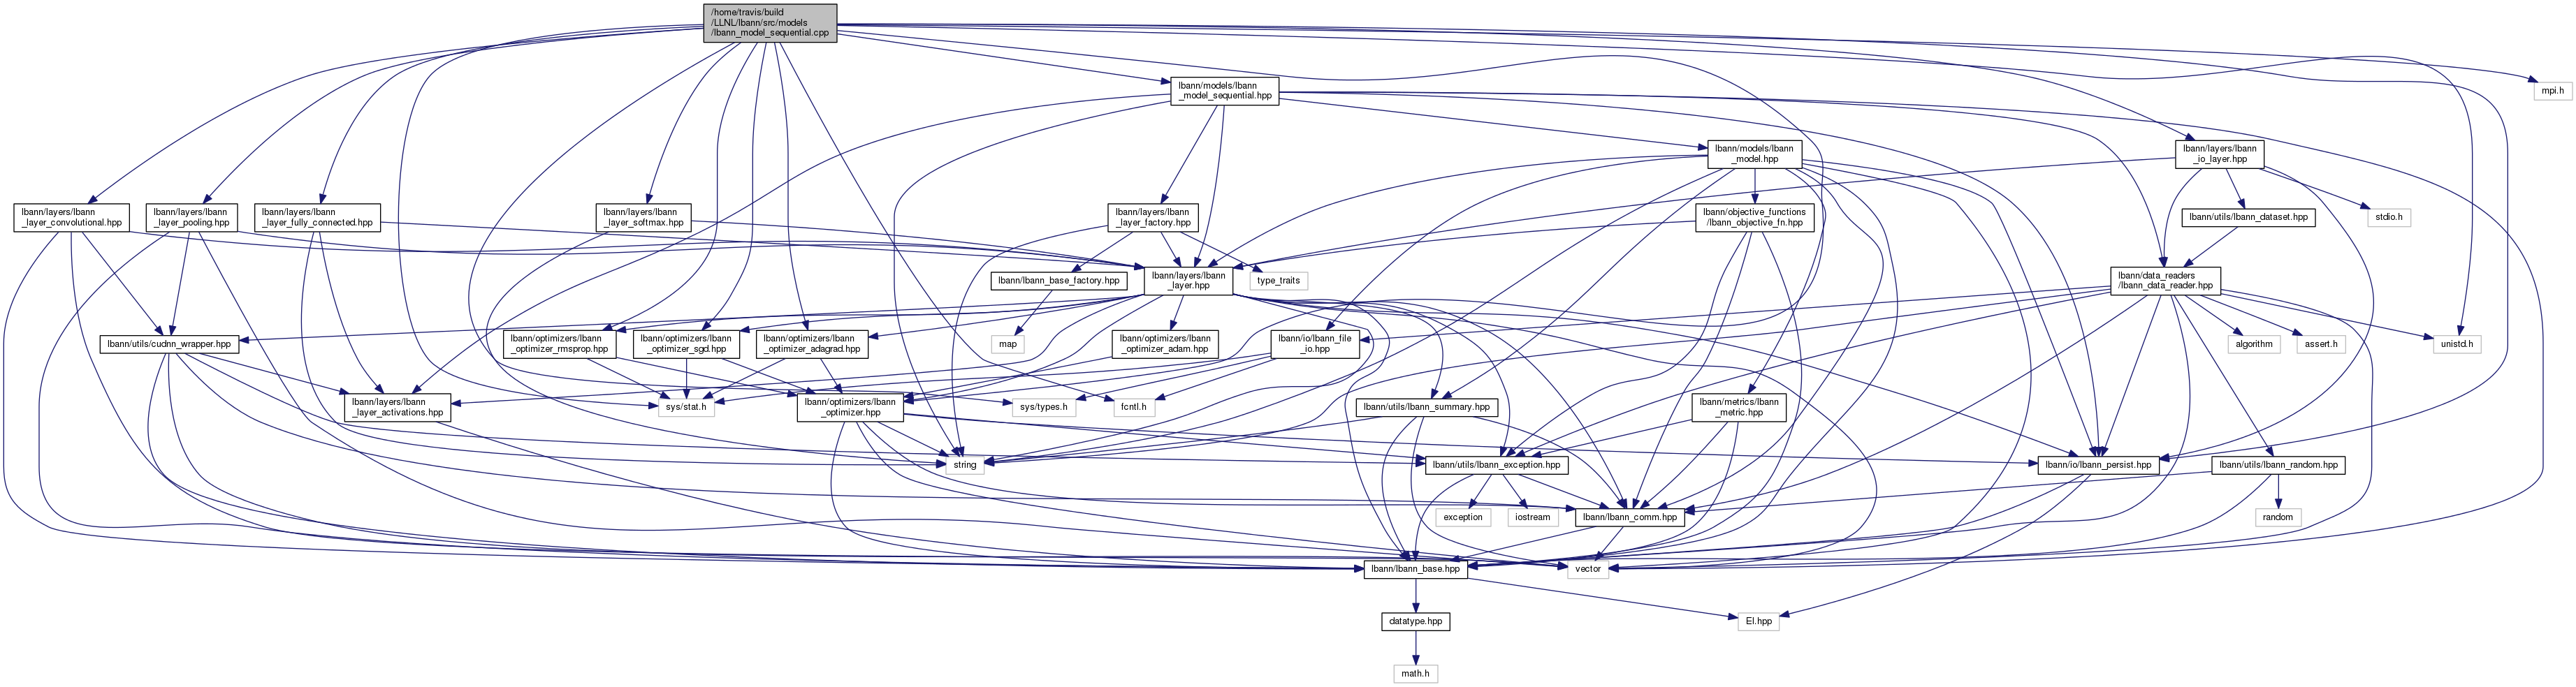 /home/travis/build
/LLNL/lbann/src/models
/lbann_model_sequential.cpp
lbann/models/lbann
_model_sequential.hpp
mpi.h
lbann/models/lbann
_model.hpp
lbann/layers/lbann
_io_layer.hpp
lbann/layers/lbann
_layer_convolutional.hpp
lbann/layers/lbann
_layer_pooling.hpp
lbann/layers/lbann
_layer_fully_connected.hpp
lbann/layers/lbann
_layer_softmax.hpp
lbann/layers/lbann
_layer_factory.hpp
lbann/objective_functions
/lbann_objective_fn.hpp
lbann/utils/lbann_dataset.hpp
stdio.h
lbann/lbann_base_factory.hpp
lbann/layers/lbann
_layer.hpp
type_traits
lbann/data_readers
/lbann_data_reader.hpp
lbann/utils/cudnn_wrapper.hpp
lbann/optimizers/lbann
_optimizer_rmsprop.hpp
lbann/optimizers/lbann
_optimizer_sgd.hpp
lbann/optimizers/lbann
_optimizer_adagrad.hpp
map
lbann/optimizers/lbann
_optimizer_adam.hpp
lbann/io/lbann_file
_io.hpp
algorithm
assert.h
unistd.h
lbann/layers/lbann
_layer_activations.hpp
sys/stat.h
lbann/optimizers/lbann
_optimizer.hpp
sys/types.h
fcntl.h
lbann/utils/lbann_summary.hpp
lbann/metrics/lbann
_metric.hpp
string
lbann/utils/lbann_exception.hpp
lbann/io/lbann_persist.hpp
lbann/utils/lbann_random.hpp
exception
iostream
lbann/lbann_comm.hpp
random
lbann/lbann_base.hpp
vector
datatype.hpp
El.hpp
math.h